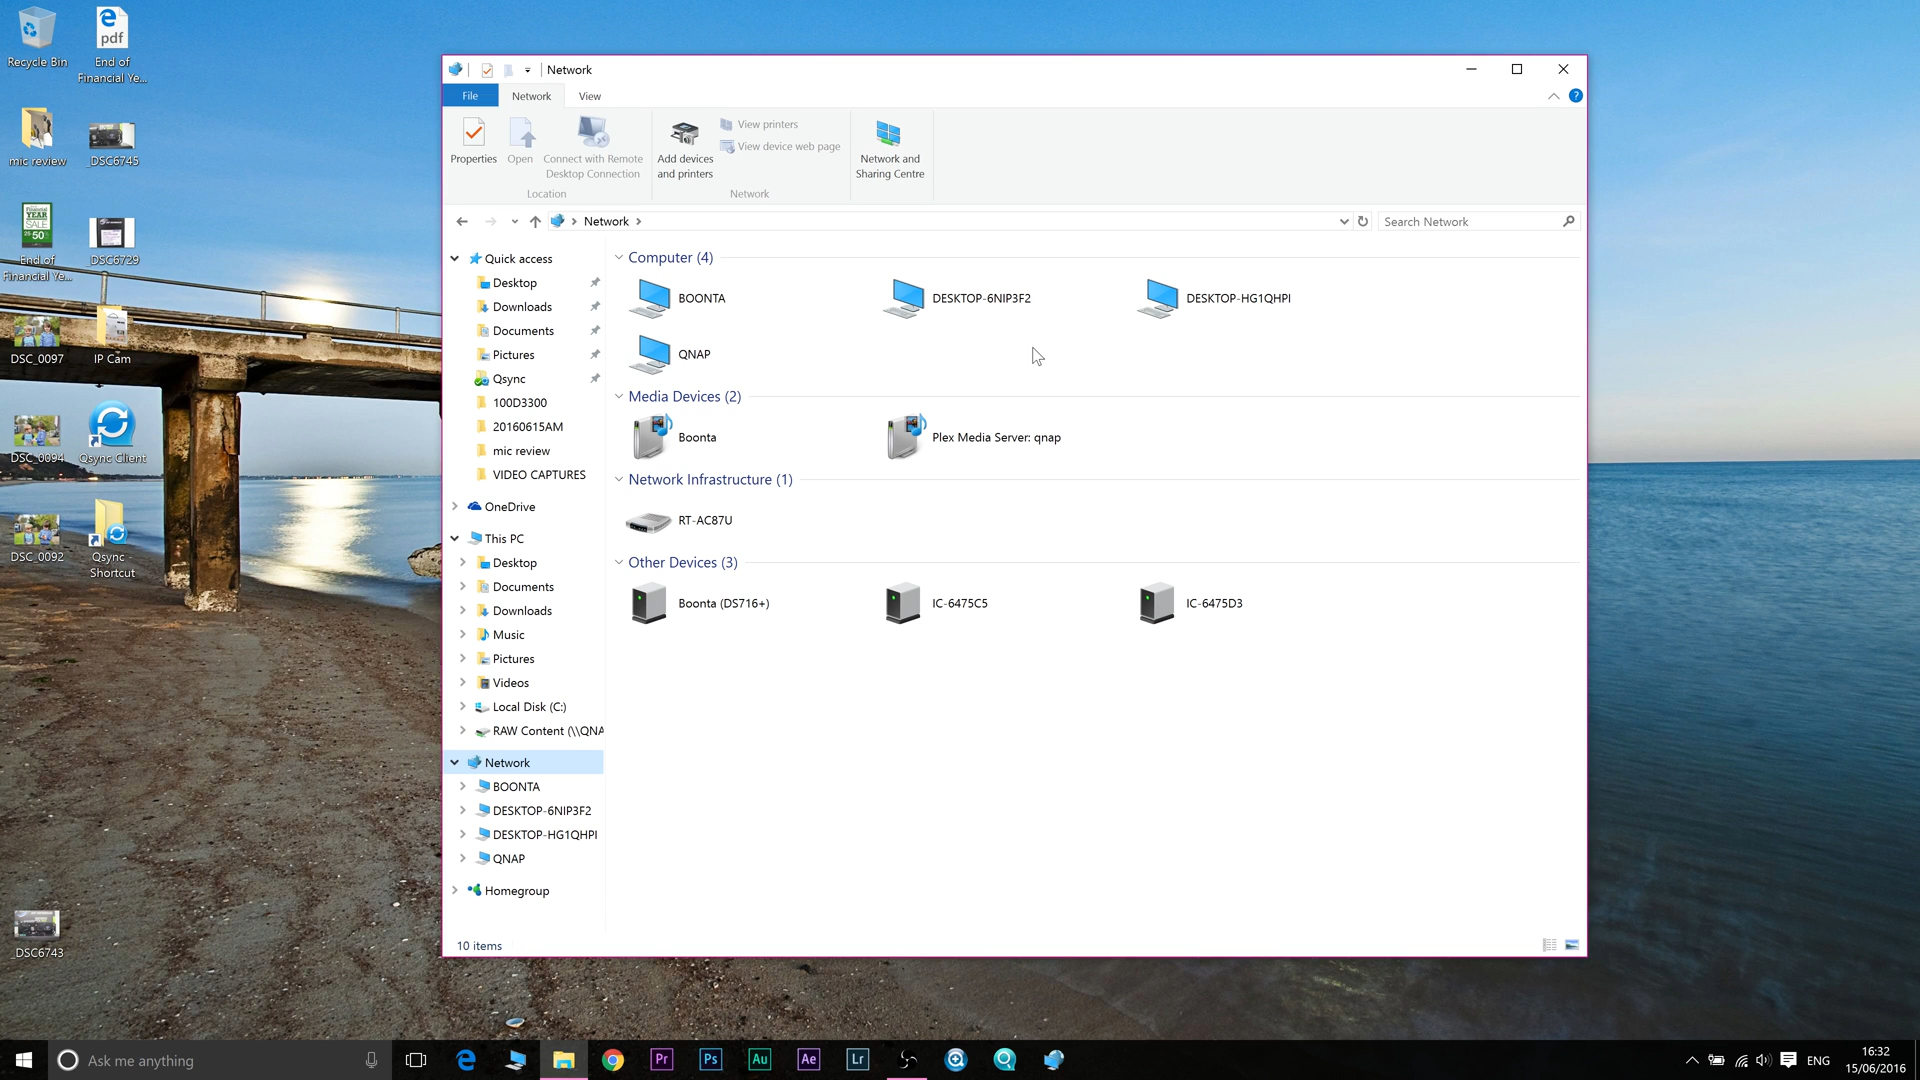 Recycle Bin
End of
Financial Ye...
mic review
_DSC6745
End of
Financial Ye...
_DSC6729
DSC_0097
IP Cam
DSC_0094
Qsync Client
DSC_0092
Qsync -
Shortcut
_DSC6743
pdf
Financial
YEAR
SALE
50%
Network
File
Network
View
Properties
Open
Connect with Remote
Desktop Connection
Location
Add devices
and printers
View printers
View device web page
Network
Network and
Sharing Centre
Network
Search Network
Quick access
Desktop
Downloads
Documents
Pictures
Qsync
100D3300
20160615AM
mic review
VIDEO CAPTURES
OneDrive
This PC
Desktop
Documents
Downloads
Music
Pictures
Videos
Local Disk (C:)
RAW Content (\\QNA
Network
BOONTA
DESKTOP-6NIP3F2
DESKTOP-HG1QHPI
QNAP
Homegroup
Computer (4)
BOONTA
DESKTOP-6NIP3F2
DESKTOP-HG1QHPI
QNAP
Media Devices (2)
Boonta
Plex Media Server: qnap
Network Infrastructure (1)
RT-AC87U
Other Devices (3)
Boonta (DS716+)
IC-6475C5
IC-6475D3
10 items
Ask me anything
Pr
Ps
Au
Ae
Lr
ENG
16:32
15/06/2016